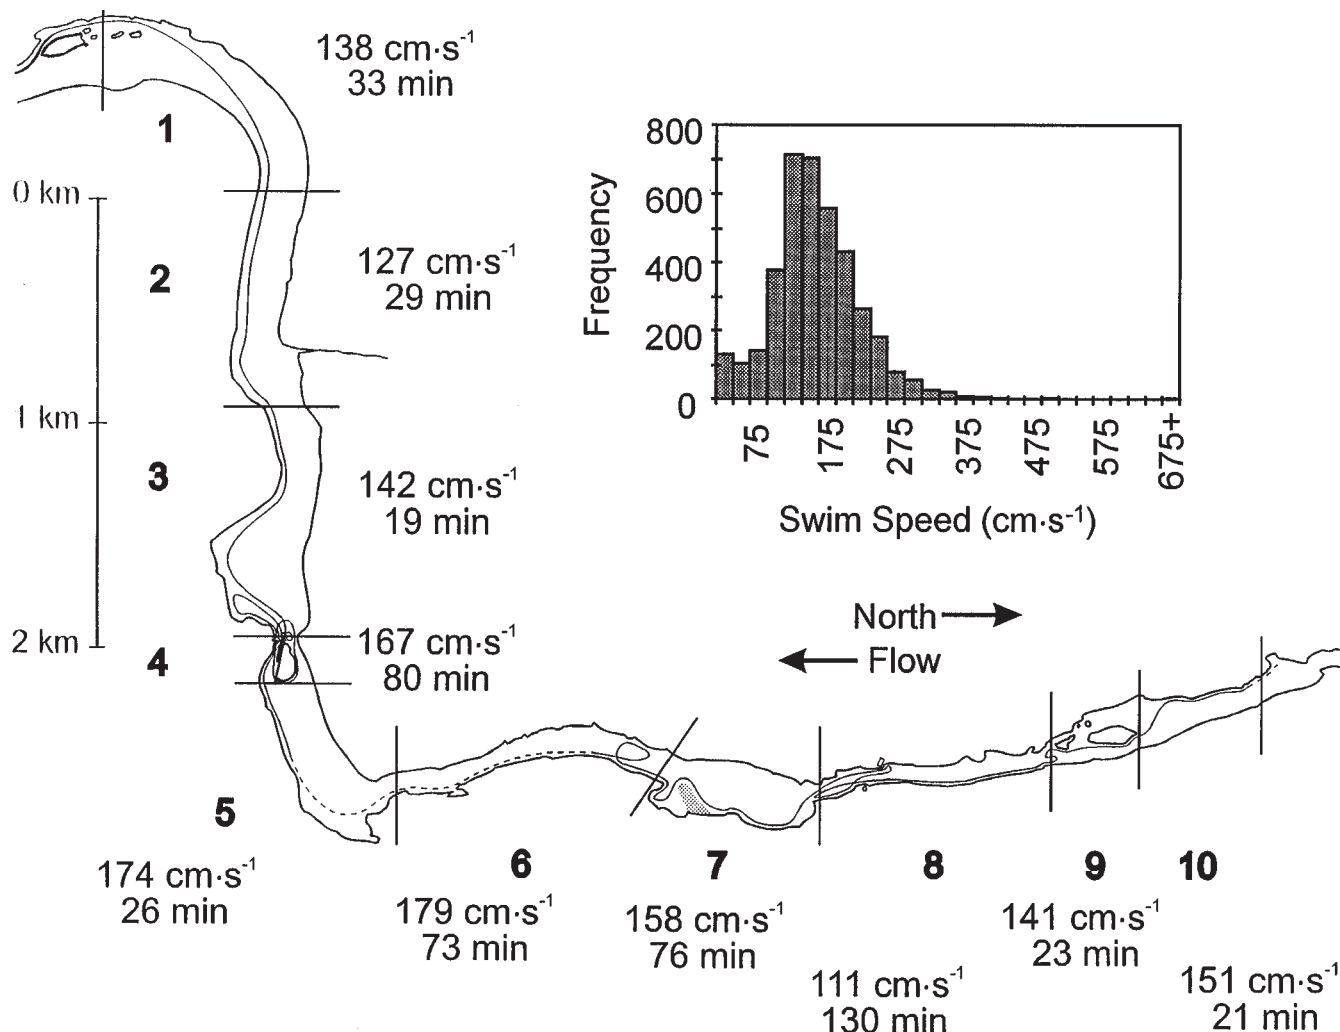 138 cm·s⁻¹
33 min
1
0 km
2
127 cm·s⁻¹
29 min
1 km
3
142 cm·s⁻¹
19 min
2 km
4
167 cm·s⁻¹
80 min
5
174 cm·s⁻¹
26 min
6
179 cm·s⁻¹
73 min
7
158 cm·s⁻¹
76 min
8
111 cm·s⁻¹
130 min
9
141 cm·s⁻¹
23 min
10
151 cm·s⁻¹
21 min
North
Flow
Frequency
800
600
400
200
0
75
175
275
375
475
575
675+
Swim Speed (cm·s⁻¹)